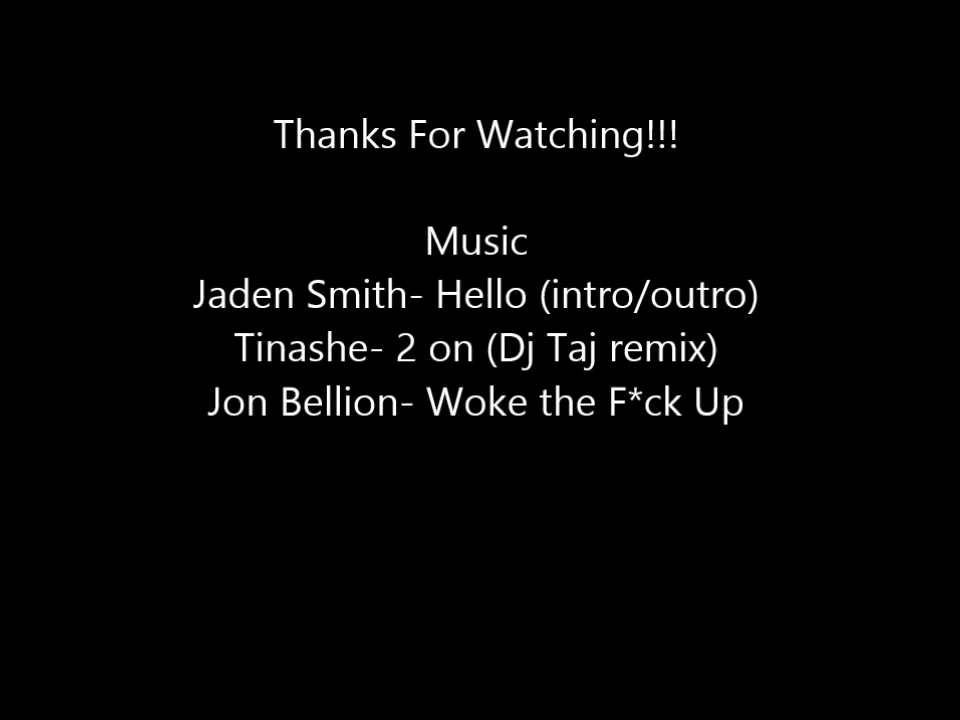 Thanks For Watching!!!
Music
Jaden Smith- Hello (intro/outro)
Tinashe- 2 on (Dj Taj remix)
Jon Bellion- Woke the F*ck Up